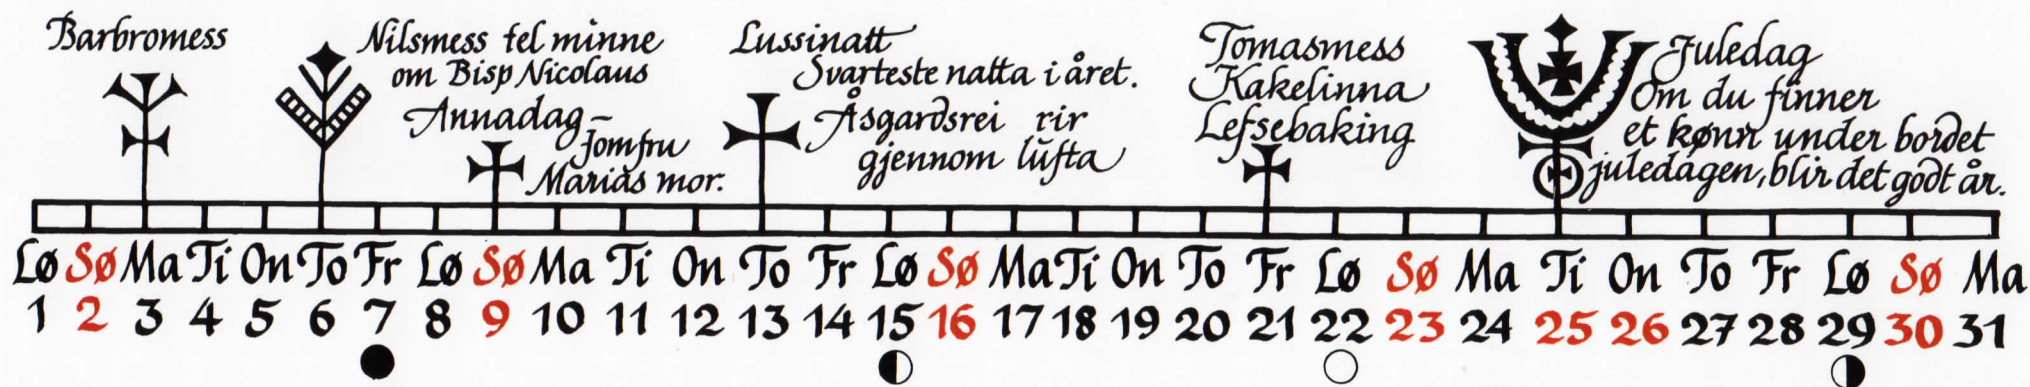 Barbromess
Nilsmess tel minne
om Bisp Nicolaus
Annadag –
Jomfru
Marias mor.
Lussinatt
Svarteste natta i året.
Åsgardsrei rir
gjennom lufta
Tomasmess
Kakelinna
Lefsebaking
Juledag
Om du finner
et kønn under bordet
juledagen, blir det godt år.
Lø Sø Ma Ti On To Fr Lø Sø Ma Ti On To Fr Lø Sø Ma Ti On To Fr Lø Sø Ma Ti On To Fr Lø Sø Ma
1 2 3 4 5 6 7 8 9 10 11 12 13 14 15 16 17 18 19 20 21 22 23 24 25 26 27 28 29 30 31